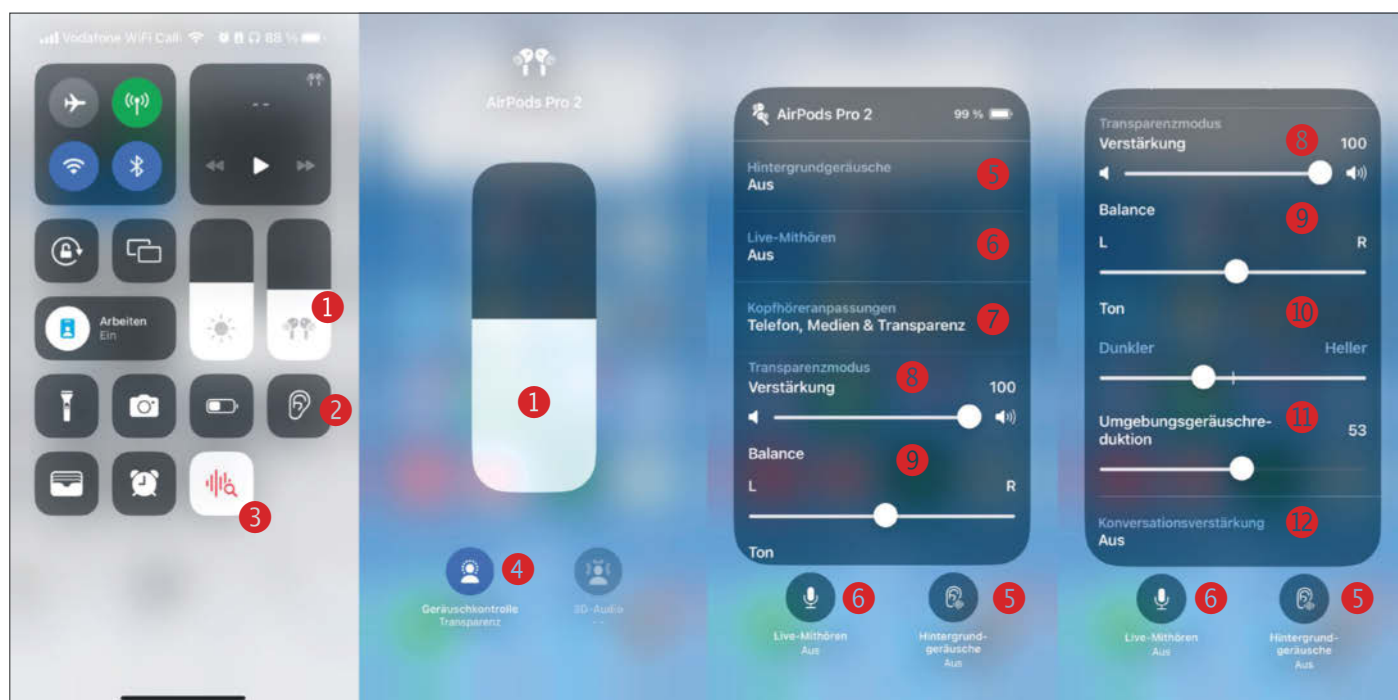 Vodafone WiFi Call
88 %
Arbeiten
Ein
1
2
3
AirPods Pro 2
1
4
Geräuschkontrolle
Transparenz
3D-Audio
- -
AirPods Pro 2 99 %
Hintergrundgeräusche
Aus
5
Live-Mithören
Aus
6
Kopfhöreranpassungen
Telefon, Medien & Transparenz
7
Transparenzmodus
Verstärkung 100
8
Balance
9
L R
Ton
6
5
Live-Mithören
Aus
Hintergrund-
geräusche
Aus
Transparenzmodus
Verstärkung 100
8
Balance
9
L R
Ton
10
Dunkler Heller
Umgebungsgeräuschre-
duktion 53
11
Konversationsverstärkung
Aus
12
6
5
Live-Mithören
Aus
Hintergrund-
geräusche
Aus